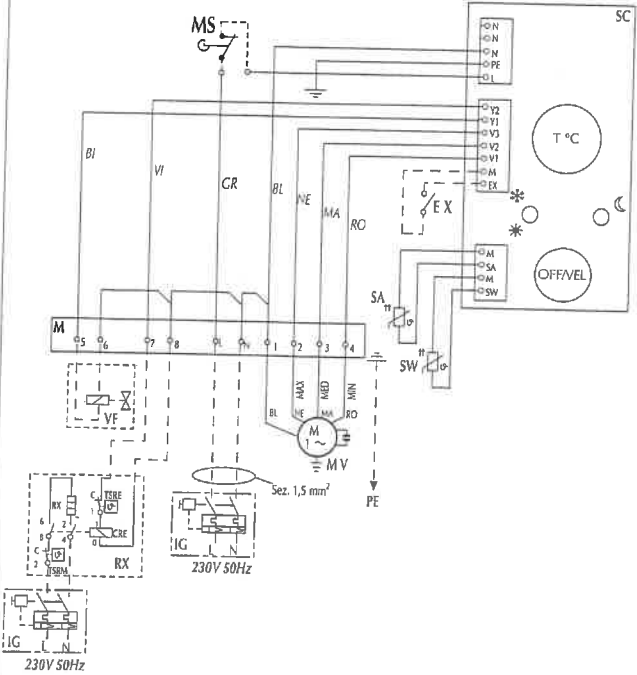 MS
SC
N
N
N
PE
L
Y2
Y1
V3
V2
V1
M
EX
T °C
EX
BI
VI
GR
BL
NE
MA
RO
M
SA
M
SW
OFF/VEL
SA
ϑ
SW
ϑ
M
5
6
7
8
L
N
1
2
3
4
VF
BL
MAX
NE
MED
MA
MIN
RO
M
1 ~
MV
PE
Sez. 1,5 mm²
RX
C
TSRE
ϑ
1
6
2
8
4
1
CRE
0
C
ϑ
2
TSRM
RX
IG
L
N
230V 50Hz
IG
L
N
230V 50Hz